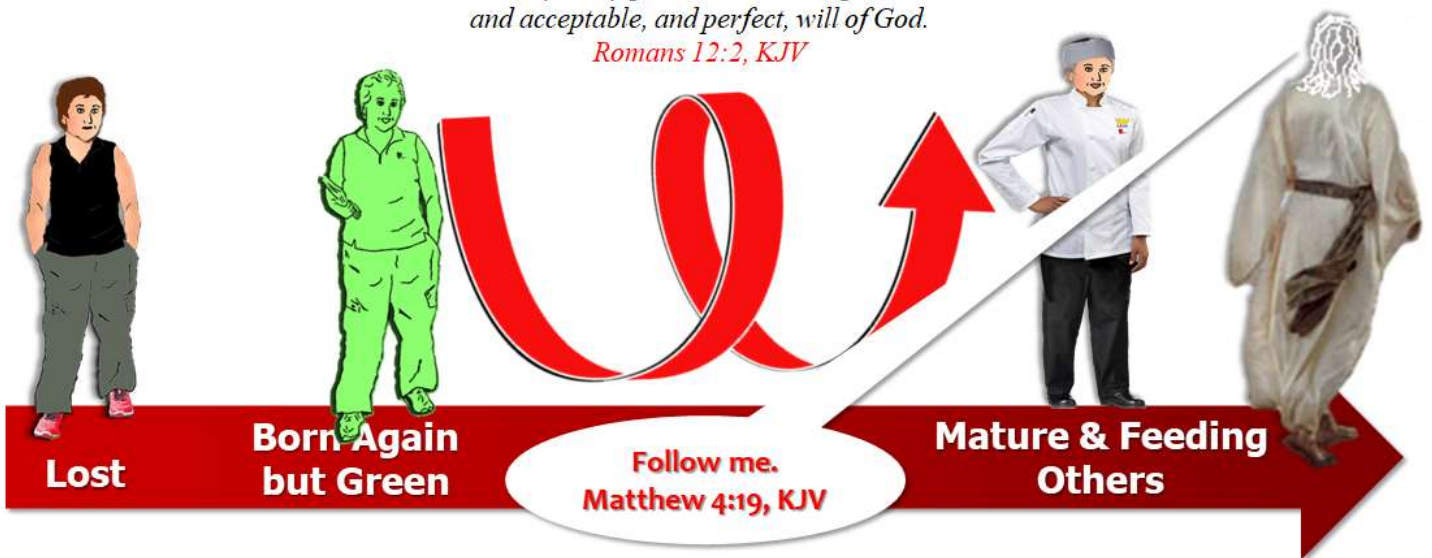 and acceptable, and perfect, will of God.
Romans 12:2, KJV
Lost
Born Again
but Green
Follow me.
Matthew 4:19, KJV
Mature & Feeding
Others